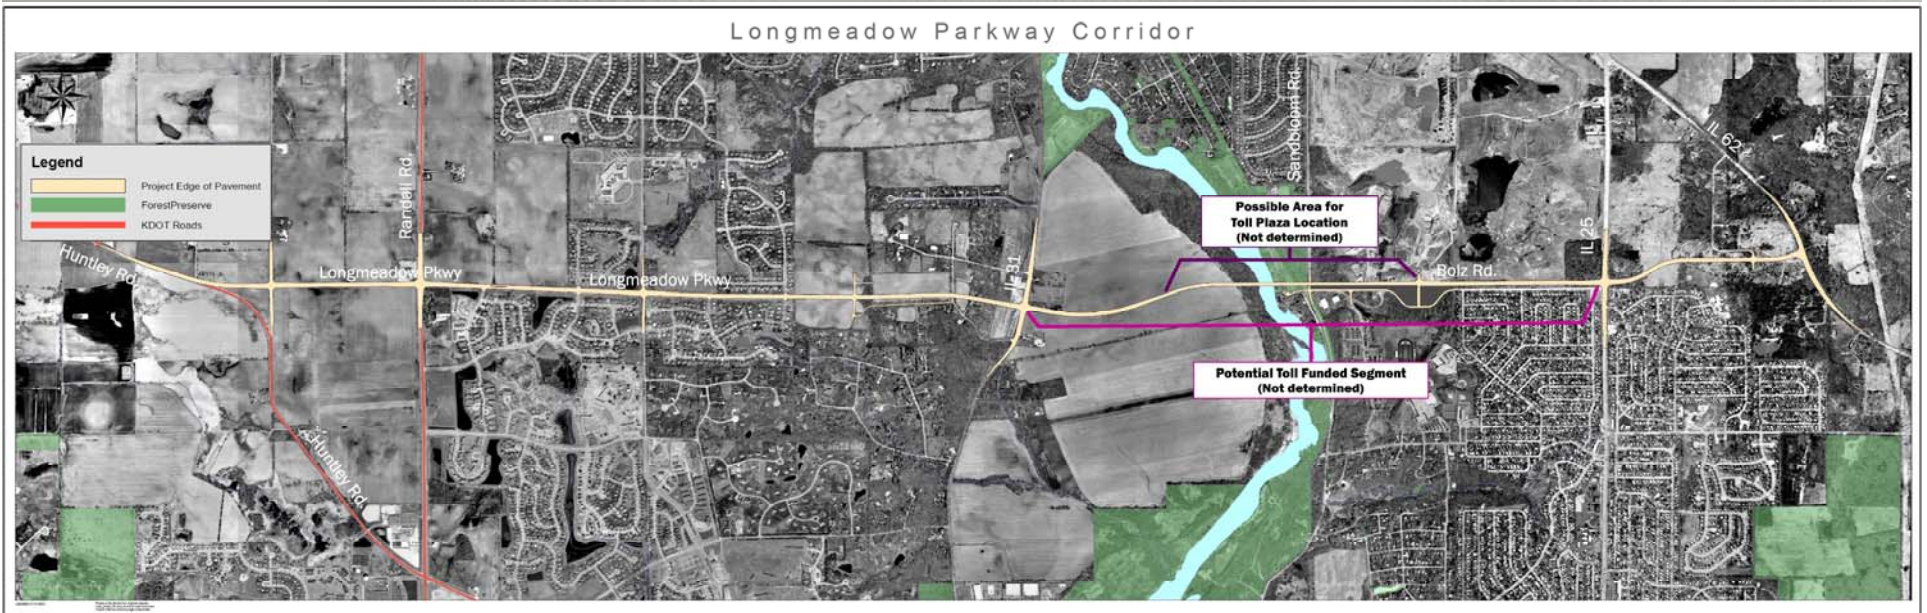 Longmeadow Parkway Corridor
Legend
Project Edge of Pavement
ForestPreserve
KDOT Roads
Huntley Rd.
Randall Rd.
Longmeadow Pkwy
Longmeadow Pkwy
IL 31
Sandbloom Rd.
Possible Area for
Toll Plaza Location
(Not determined)
Bolz Rd.
IL 25
IL 62
Potential Toll Funded Segment
(Not determined)
Huntley Rd.